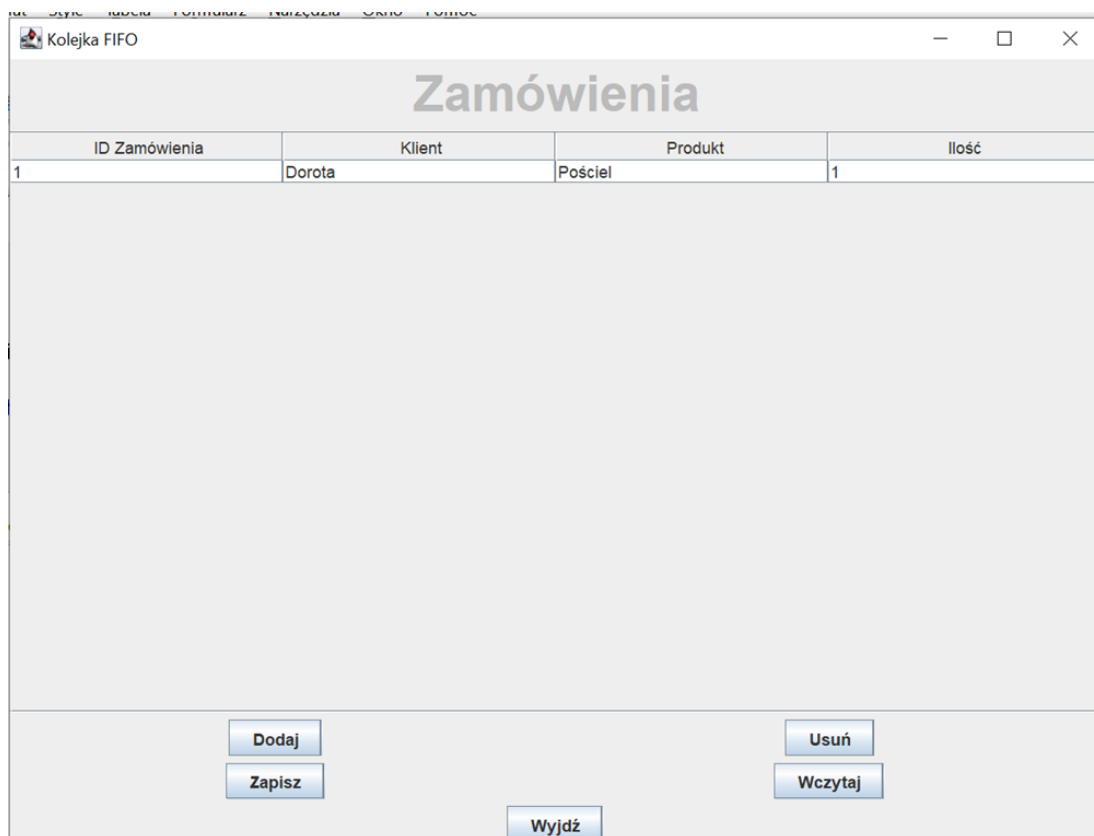 Kolejka FIFO
Zamówienia
ID Zamówienia Klient Produkt Ilość
1 Dorota Pościel 1
Dodaj Usuń
Zapisz Wczytaj
Wyjdź